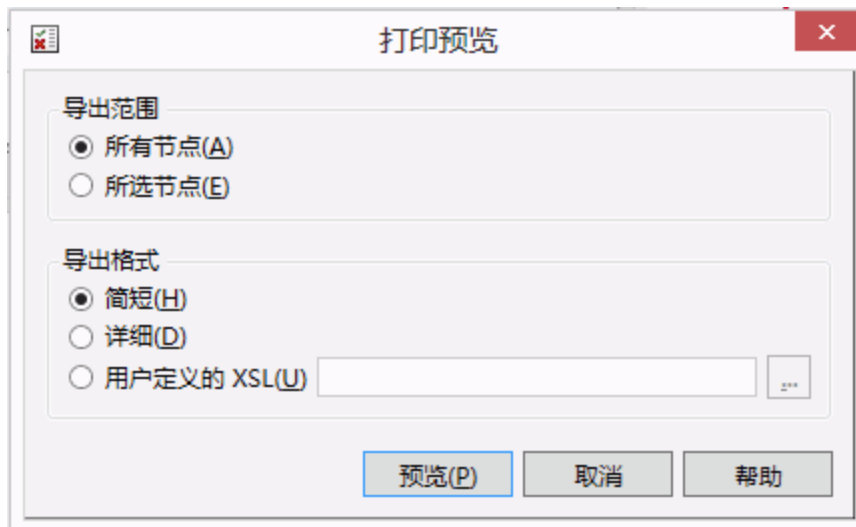 打印预览
导出范围
所有节点(A)
所选节点(E)
导出格式
简短(H)
详细(D)
用户定义的 XSL(U)
...
预览(P) 取消 帮助